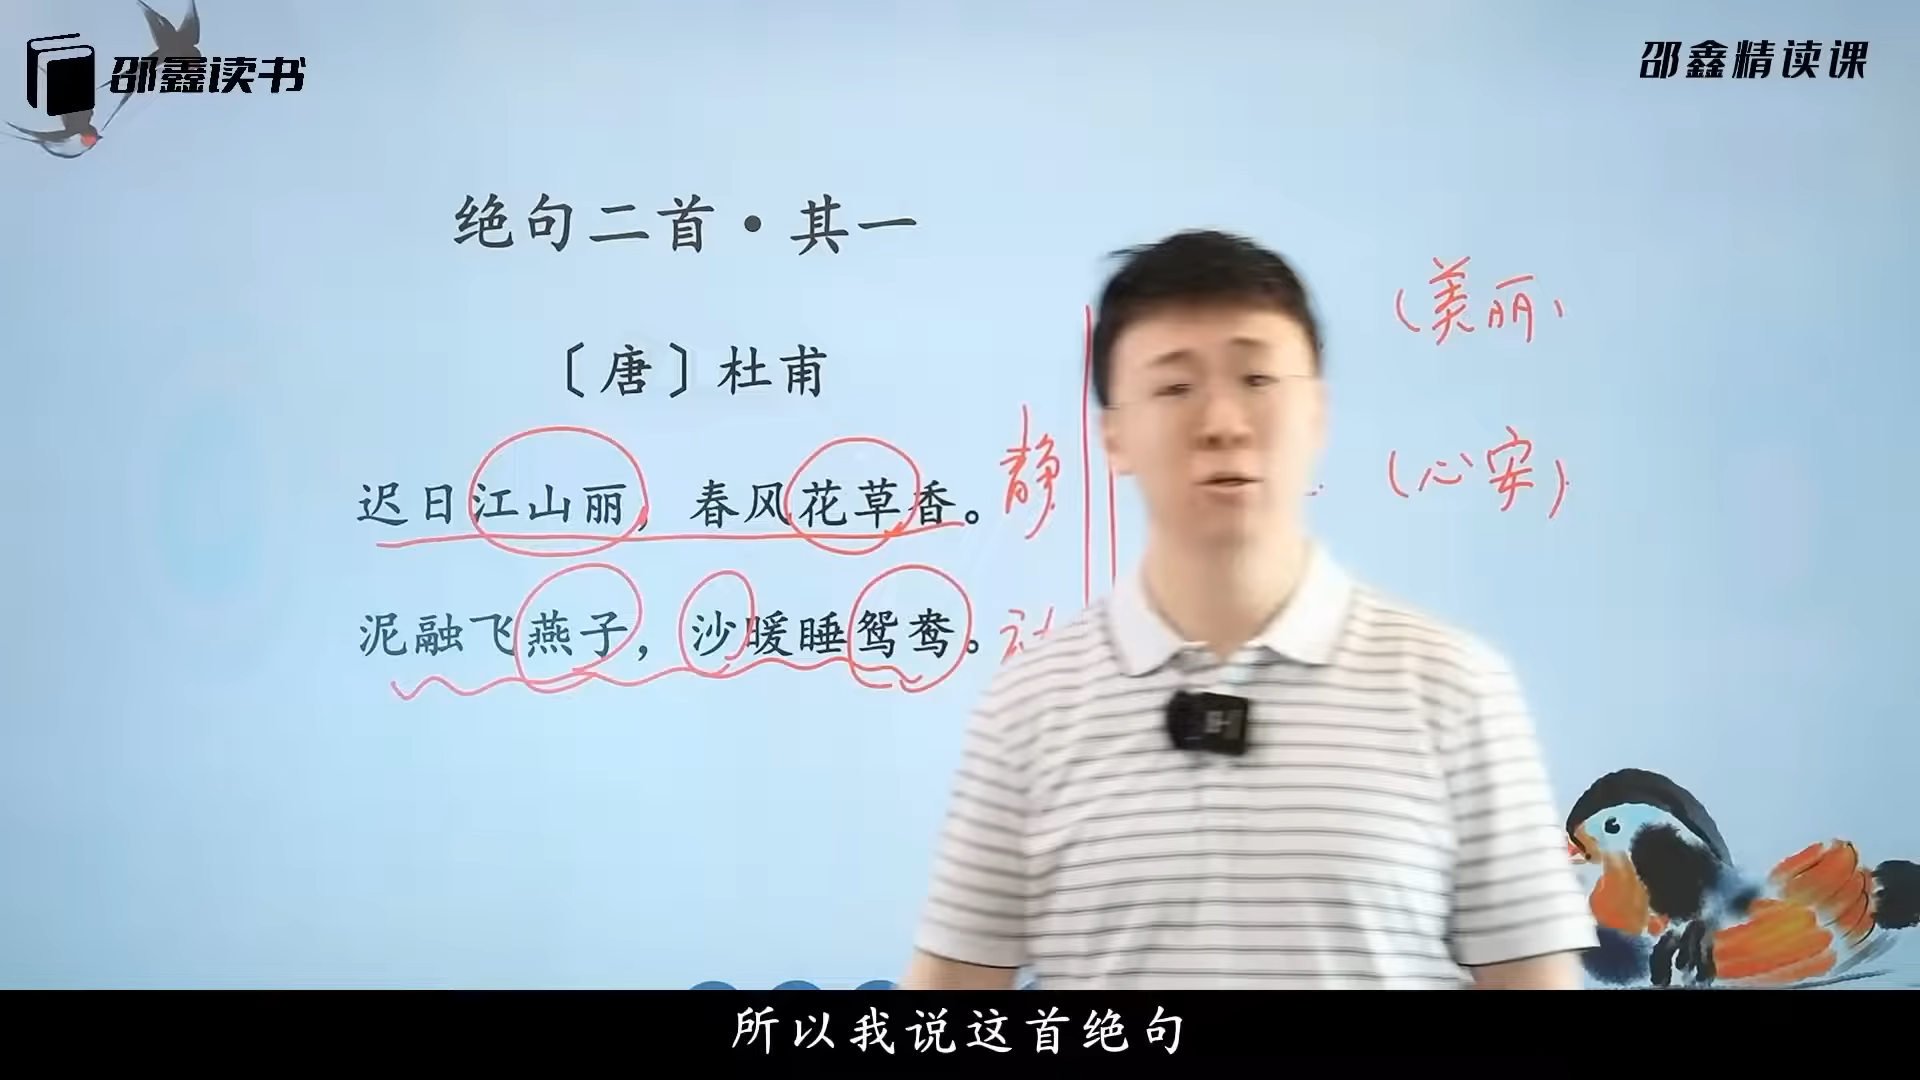 邵鑫读书
邵鑫精读课
绝句二首·其一
〔唐〕杜甫
迟日江山丽，春风花草香。
泥融飞燕子，沙暖睡鸳鸯。
静
(美丽)
(心安)
所以我说这首绝句